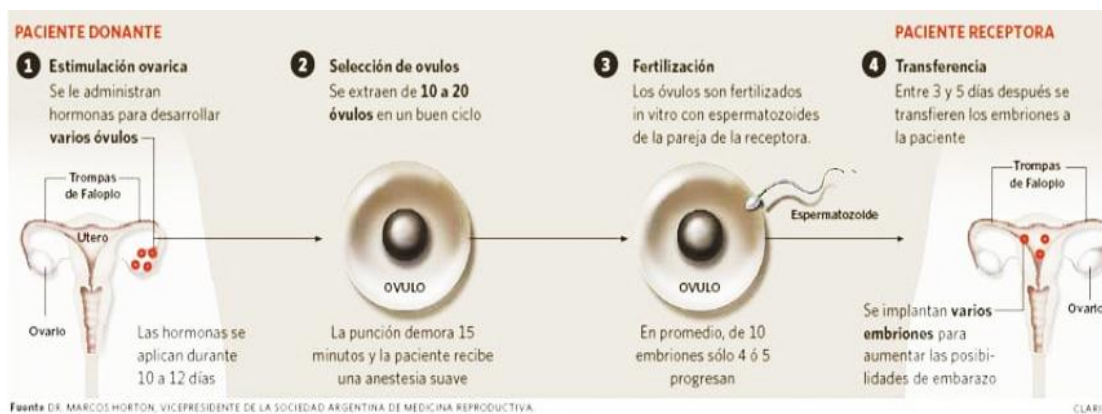 PACIENTE DONANTE
1 Estimulación ovarica
Se le administran
hormonas para desarrollar
varios óvulos
Trompas
de Falopio
Utero
Ovario
Las hormonas se
aplican durante
10 a 12 días
2 Selección de ovulos
Se extraen de 10 a 20
óvulos en un buen ciclo
OVULO
La punción demora 15
minutos y la paciente recibe
una anestesia suave
3 Fertilización
Los óvulos son fertilizados
in vitro con espermatozoides
de la pareja de la receptora.
Espermatozoide
OVULO
En promedio, de 10
embriones sólo 4 ó 5
progresan
PACIENTE RECEPTORA
4 Transferencia
Entre 3 y 5 días después se
transfieren los embriones a
la paciente
Trompas
de Falopio
Ovario
Se implantan varios
embriones para
aumentar las posibi-
lidades de embarazo
Fuente DR. MARCOS HORTON, VICEPRESIDENTE DE LA SOCIEDAD ARGENTINA DE MEDICINA REPRODUCTIVA.
CLARI